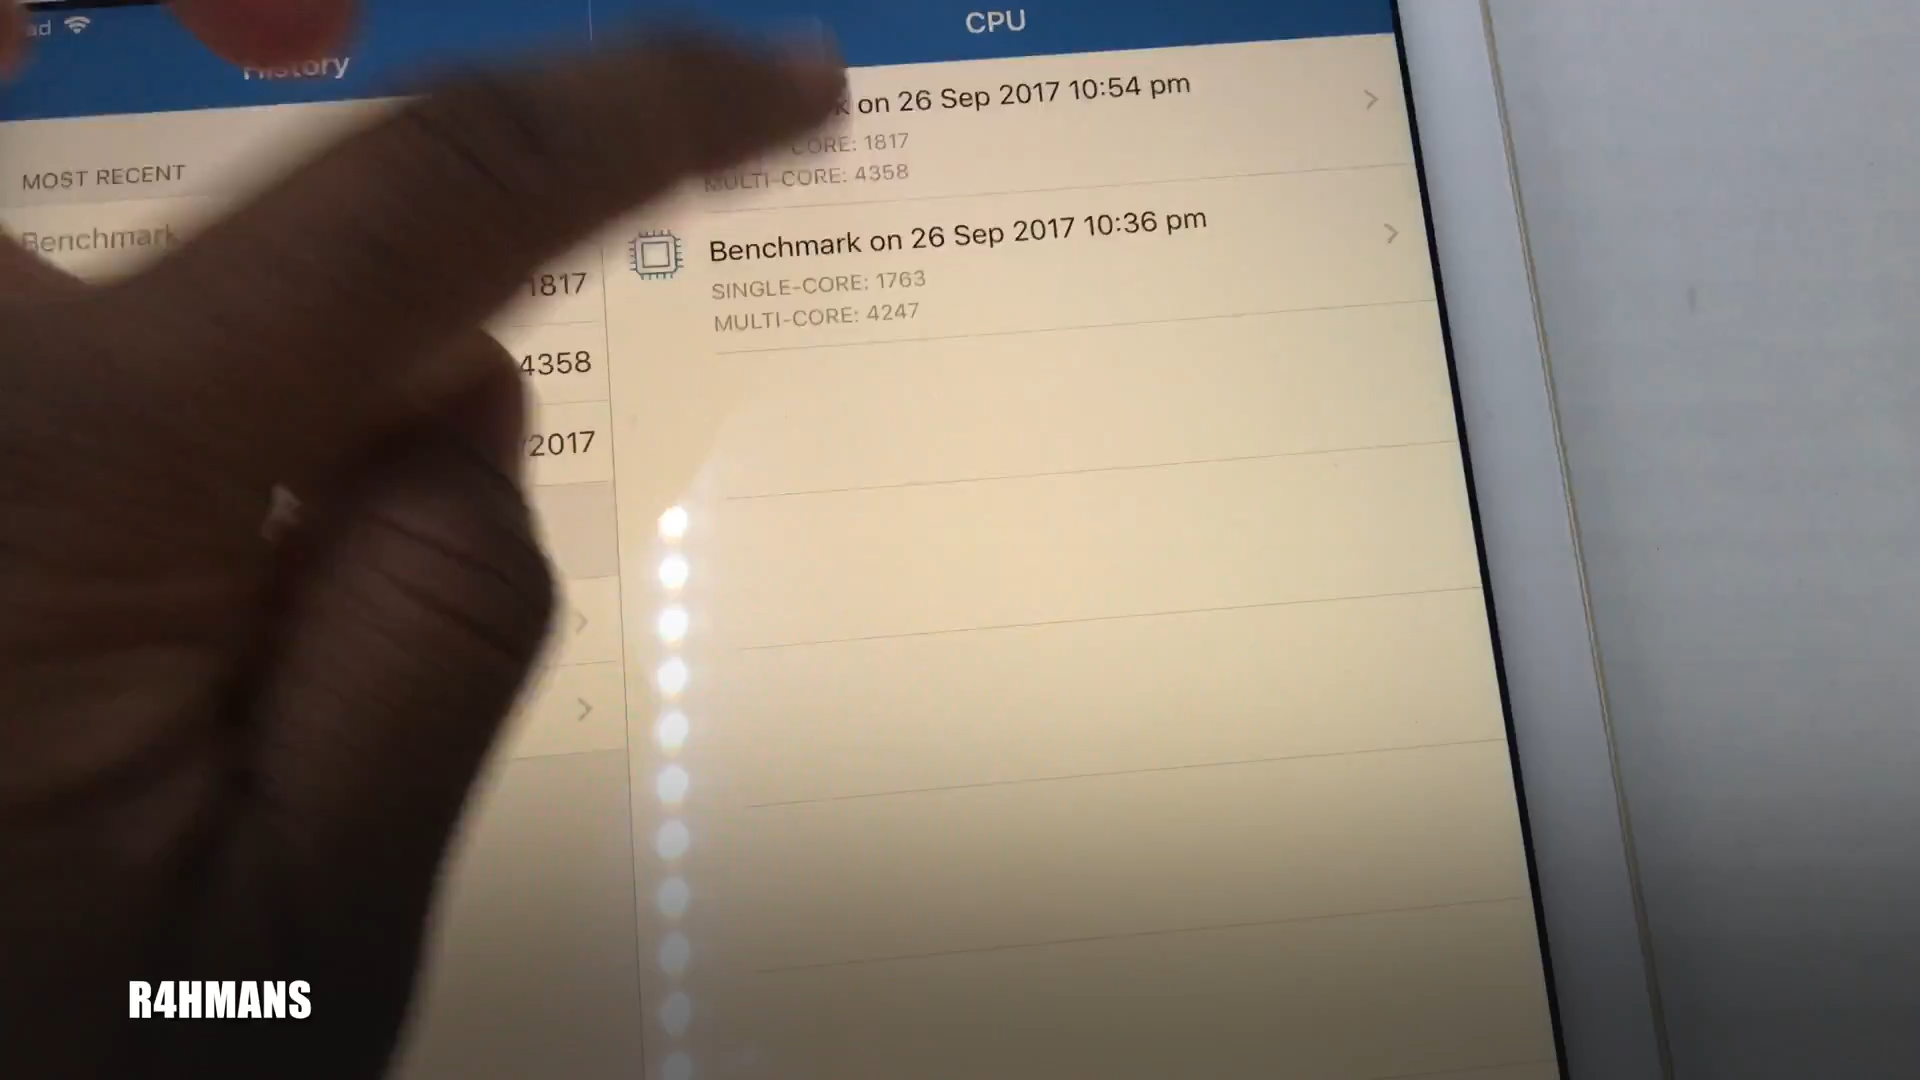 ad
History
MOST RECENT
Benchmark
1817
4358
2017
CPU
on 26 Sep 2017 10:54 pm
CORE: 1817
MULTI-CORE: 4358
Benchmark on 26 Sep 2017 10:36 pm
SINGLE-CORE: 1763
MULTI-CORE: 4247
R4HMANS